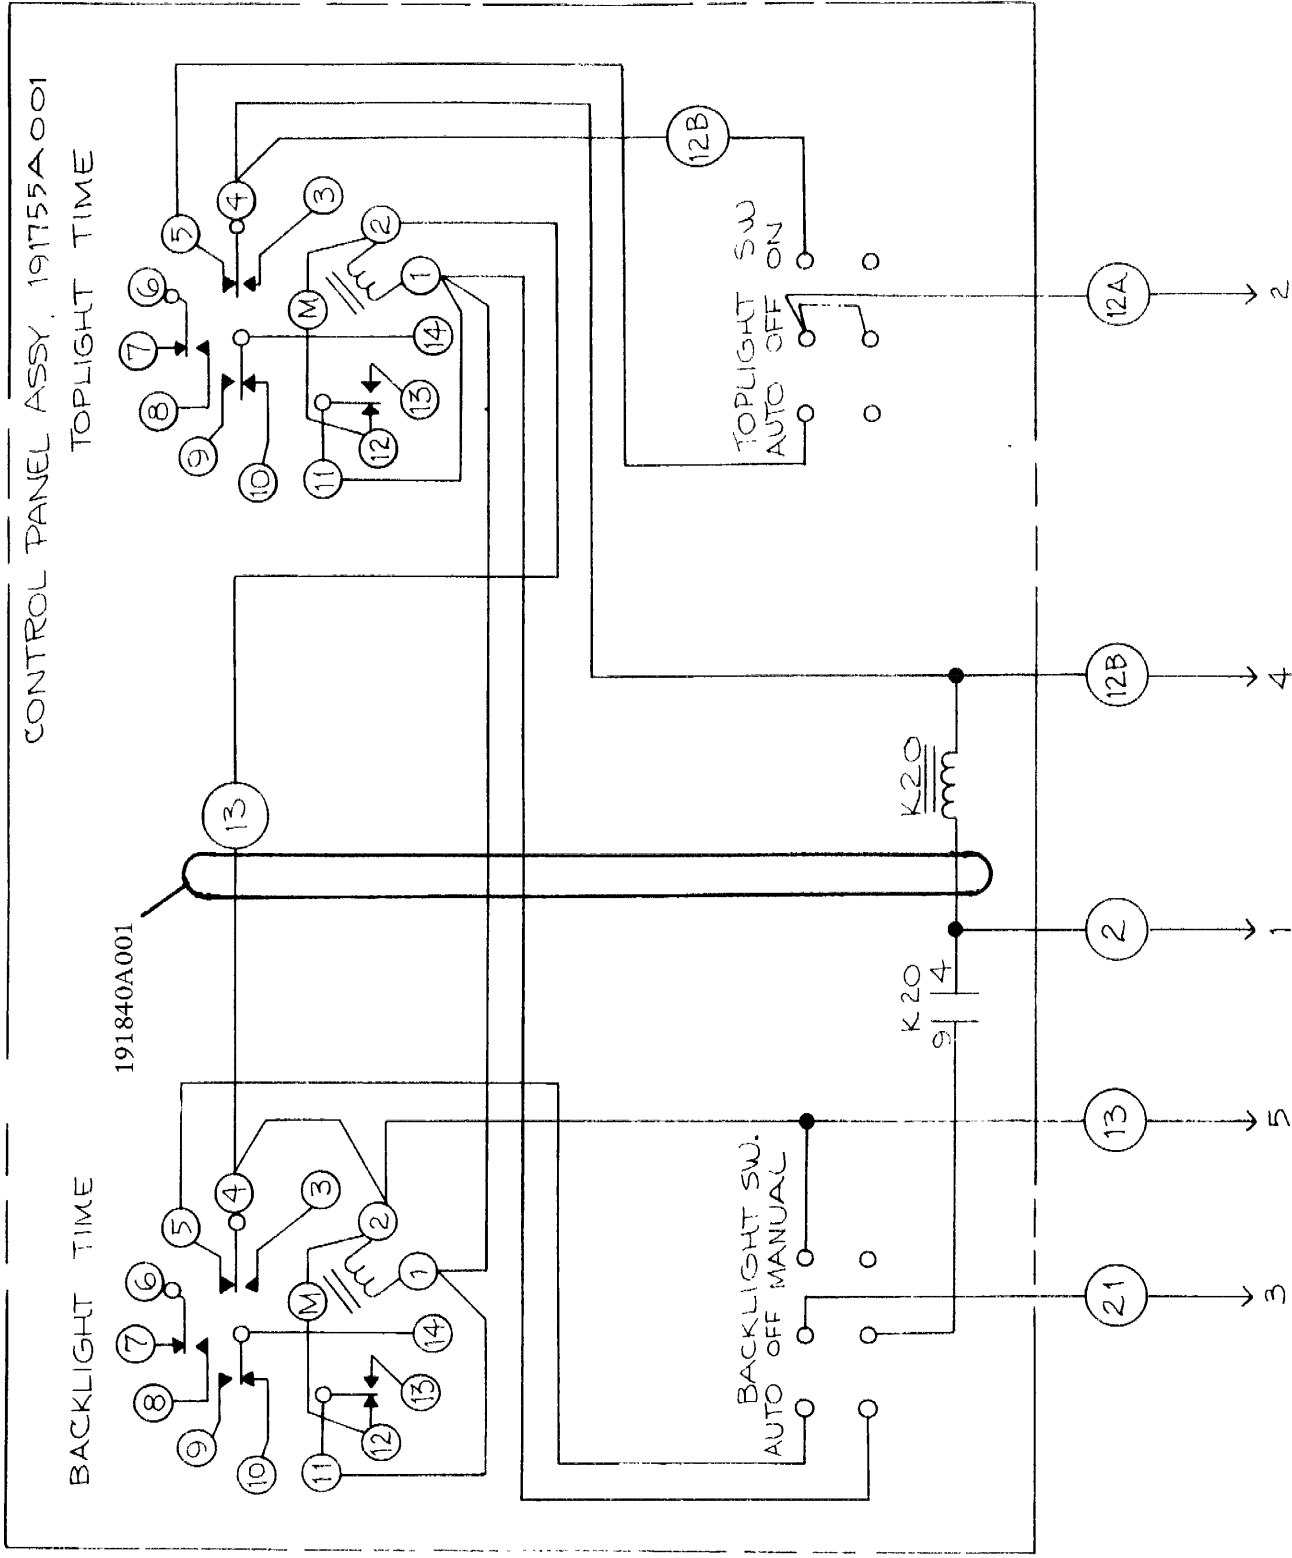 CONTROL PANEL ASSY. 191755A001
BACKLIGHT TIME
TOPLIGHT TIME
191840A001
5
4
3
2
1
6
7
8
9
10
11
12
13
14
M
13
5
4
3
2
1
6
7
8
9
10
11
12
13
14
M
12B
BACKLIGHT SW.
AUTO OFF MANUAL
TOPLIGHT SW
AUTO OFF ON
K20
9 4
K20
21
13
2
12B
12A
3
5
1
4
2